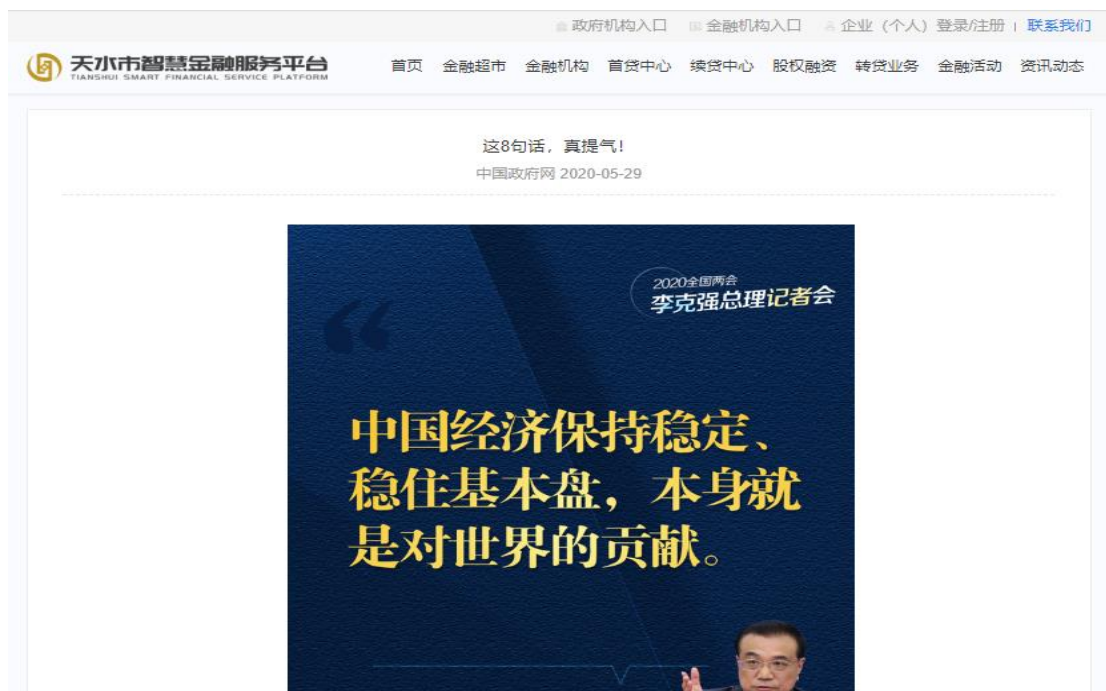 政府机构入口 金融机构入口 企业（个人）登录/注册 | 联系我们
天水市智慧金融服务平台
TIANSHUI SMART FINANCIAL SERVICE PLATFORM
首页 金融超市 金融机构 首贷中心 续贷中心 股权融资 转贷业务 金融活动 资讯动态
这8句话，真提气！
中国政府网 2020-05-29
2020全国两会
李克强总理记者会
“
中国经济保持稳定、
稳住基本盘，本身就
是对世界的贡献。